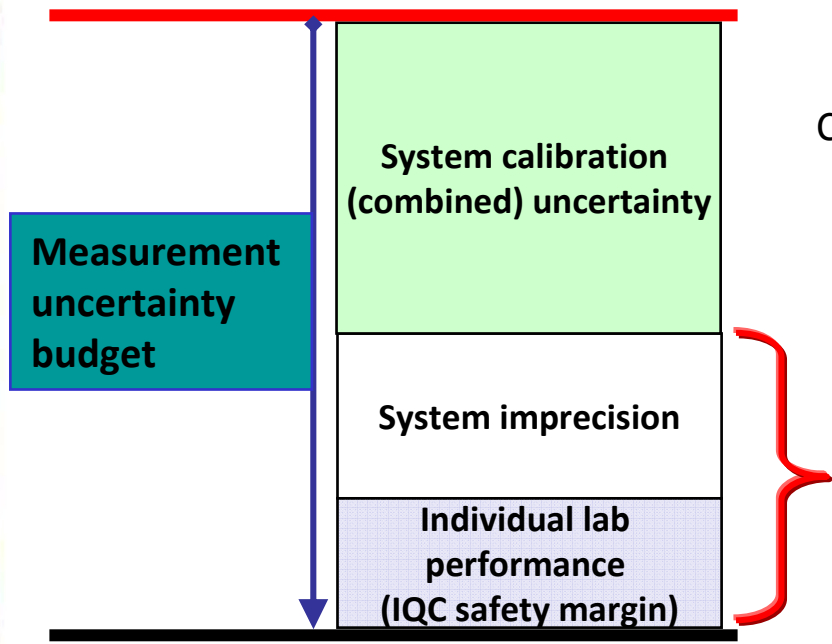 System calibration
(combined) uncertainty
Measurement
uncertainty
budget
System imprecision
Individual lab
performance
(IQC safety margin)